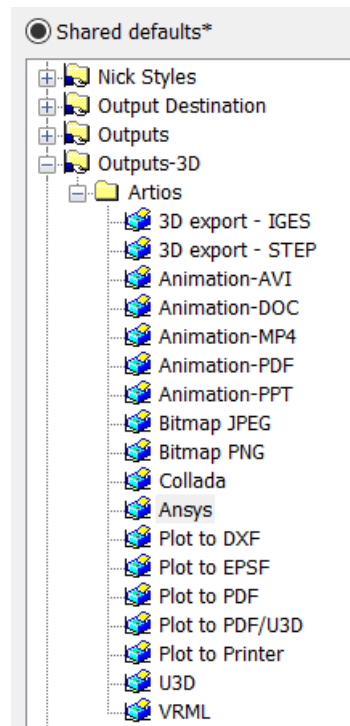 Shared defaults*
Nick Styles
Output Destination
Outputs
Outputs-3D
Artios
3D export - IGES
3D export - STEP
Animation-AVI
Animation-DOC
Animation-MP4
Animation-PDF
Animation-PPT
Bitmap JPEG
Bitmap PNG
Collada
Ansys
Plot to DXF
Plot to EPSF
Plot to PDF
Plot to PDF/U3D
Plot to Printer
U3D
VRML